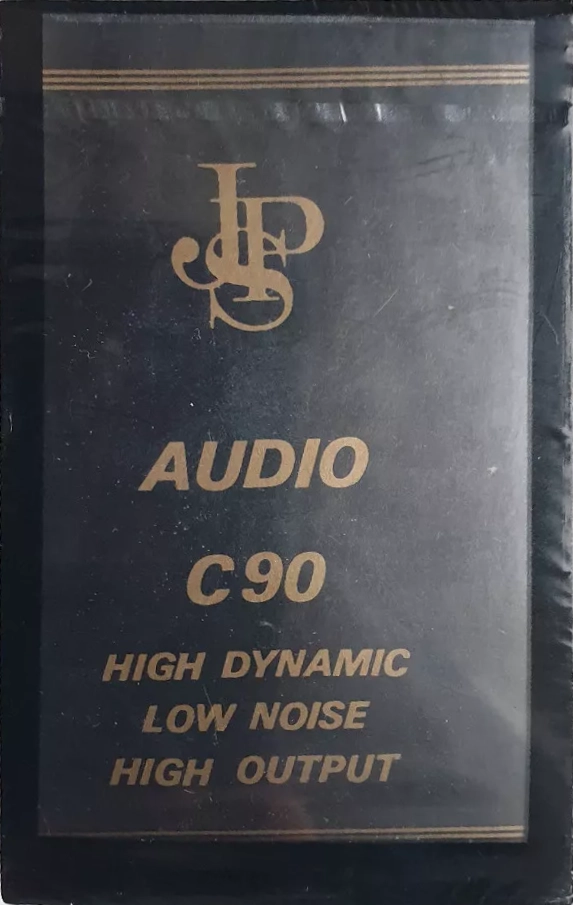 JPS
AUDIO
C90
HIGH DYNAMIC
LOW NOISE
HIGH OUTPUT